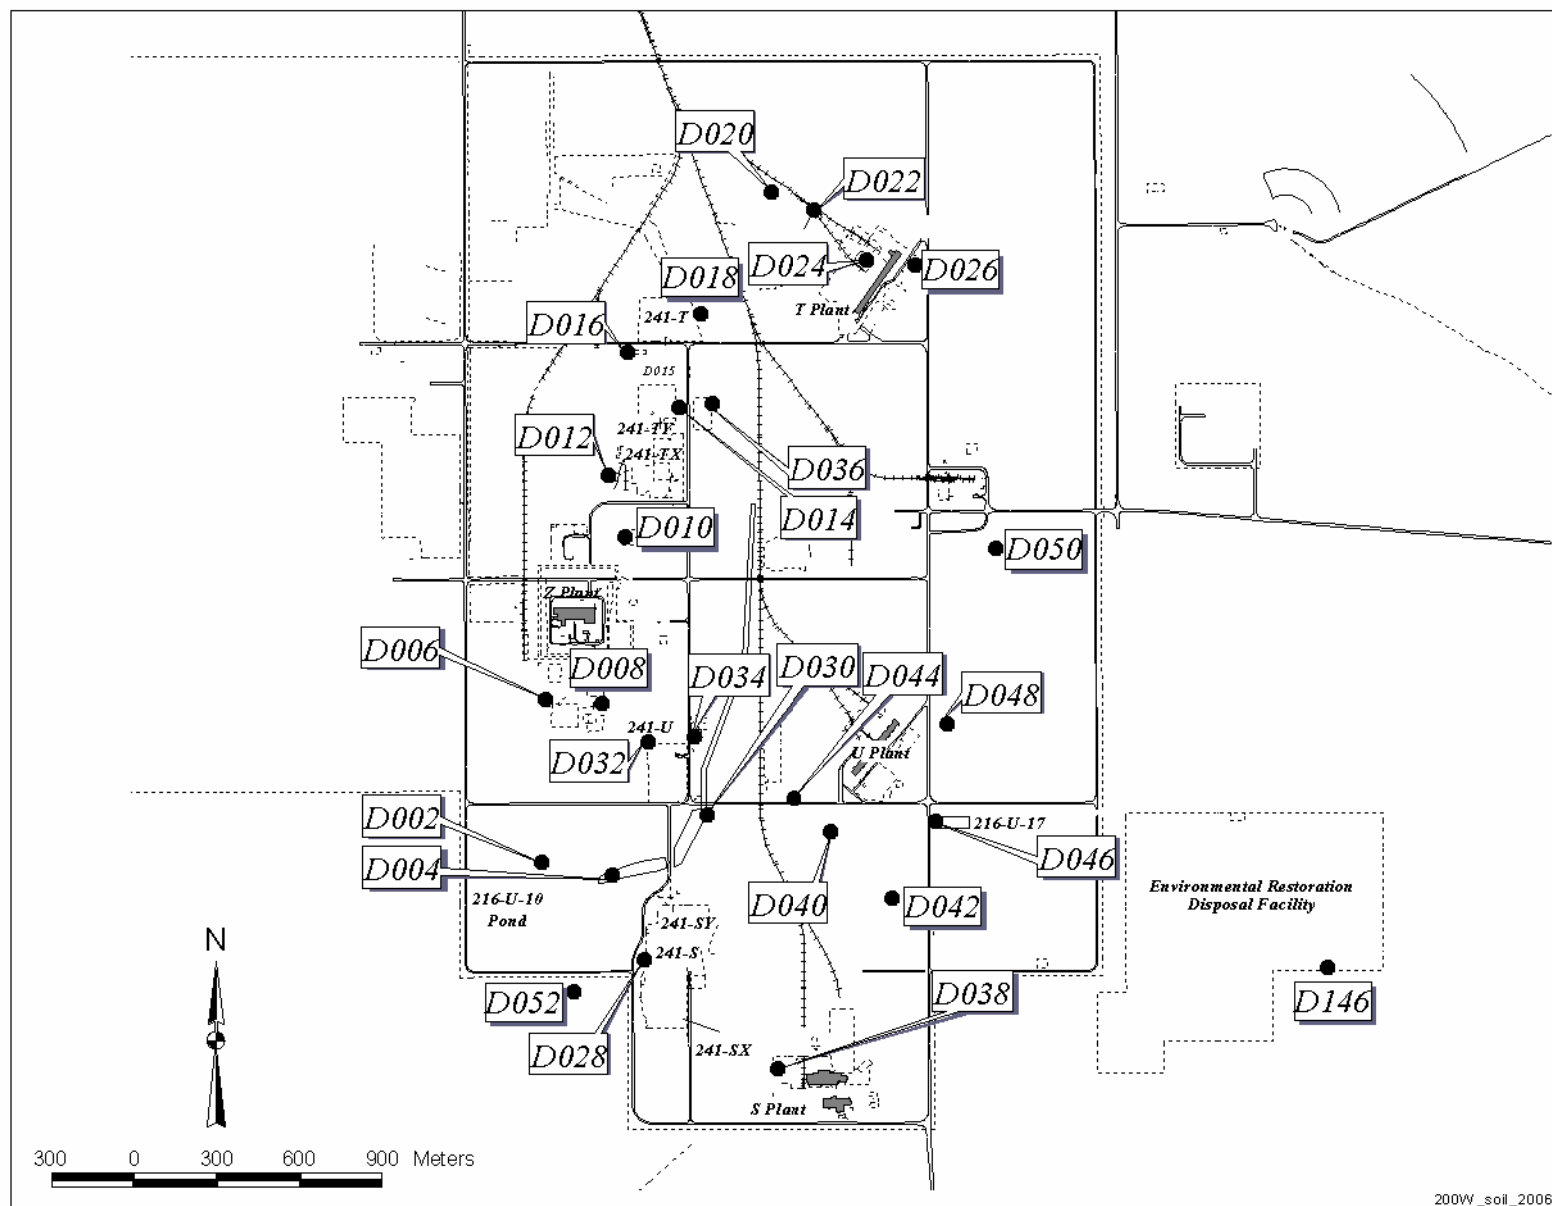 D020
D022
D024
D026
D018
T Plant
D016
241-T
D015
D012
241-TY
241-TX
D036
D014
D010
D050
Z Plant
D006
D008
D034
D030
D044
D048
241-U
U Plant
D032
D002
216-U-17
D046
D004
216-U-10
Pond
D040
D042
Environmental Restoration
Disposal Facility
241-SY
241-S
N
D052
D038
D146
D028
241-SX
S Plant
300 0 300 600 900 Meters
200W_soil_2006